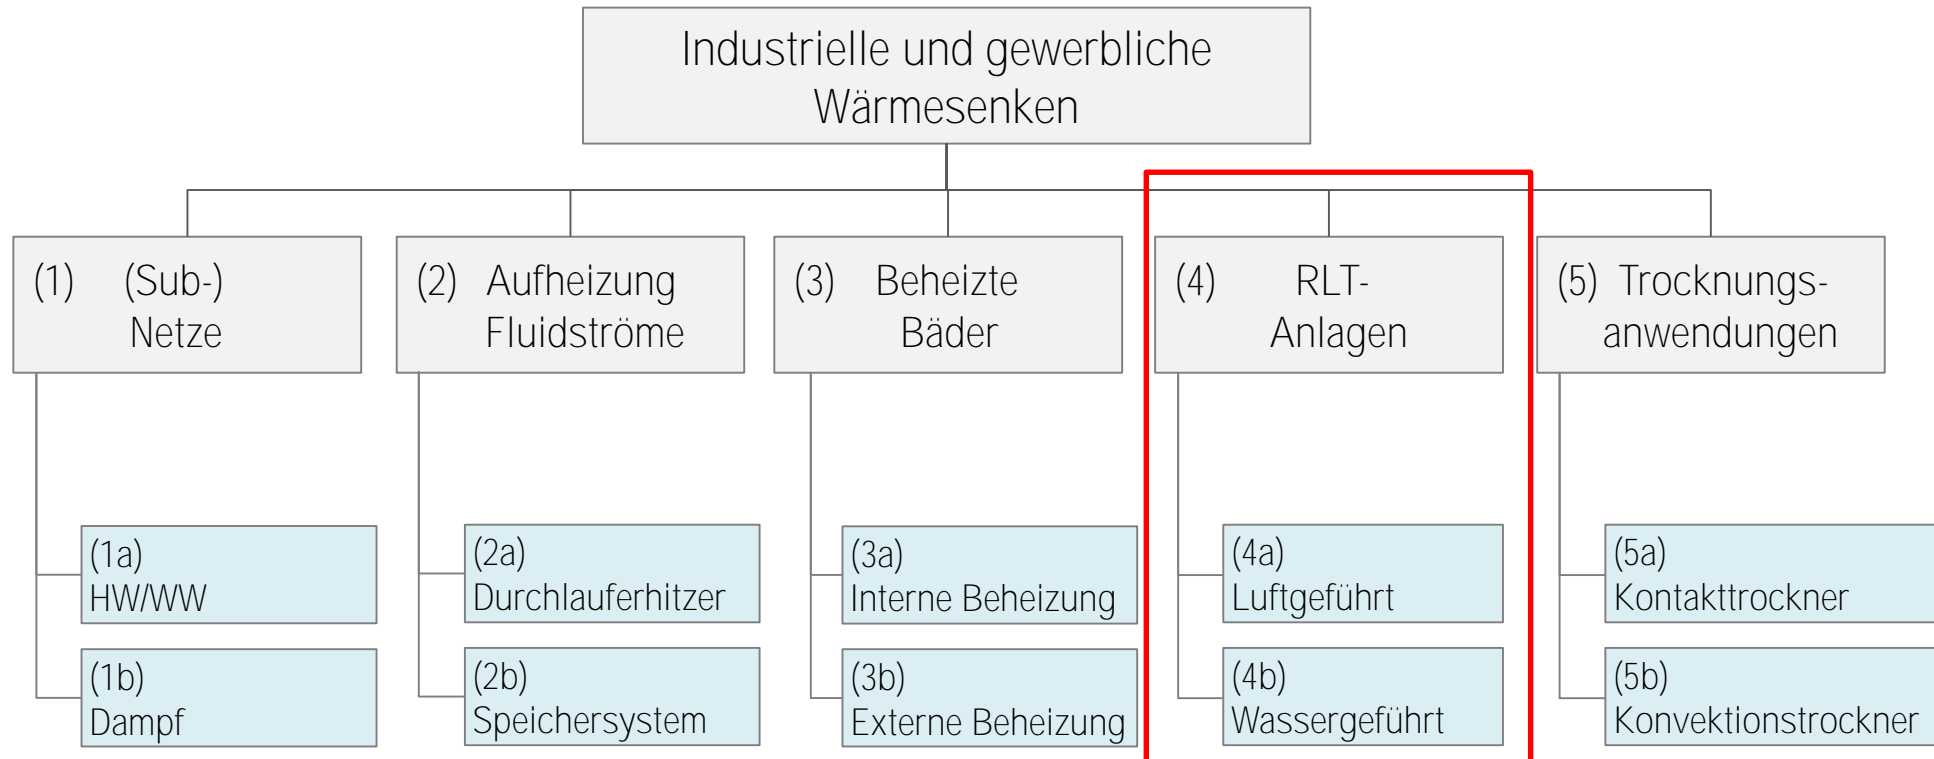 Industrielle und gewerbliche
Wärmesenken
(1) (Sub-)
Netze
(2) Aufheizung
Fluidströme
(3) Beheizte
Bäder
(4) RLT-
Anlagen
(5) Trocknungs-
anwendungen
(1a)
HW/WW
(1b)
Dampf
(2a)
Durchlauferhitzer
(2b)
Speichersystem
(3a)
Interne Beheizung
(3b)
Externe Beheizung
(4a)
Luftgeführt
(4b)
Wassergeführt
(5a)
Kontakttrockner
(5b)
Konvektionstrockner